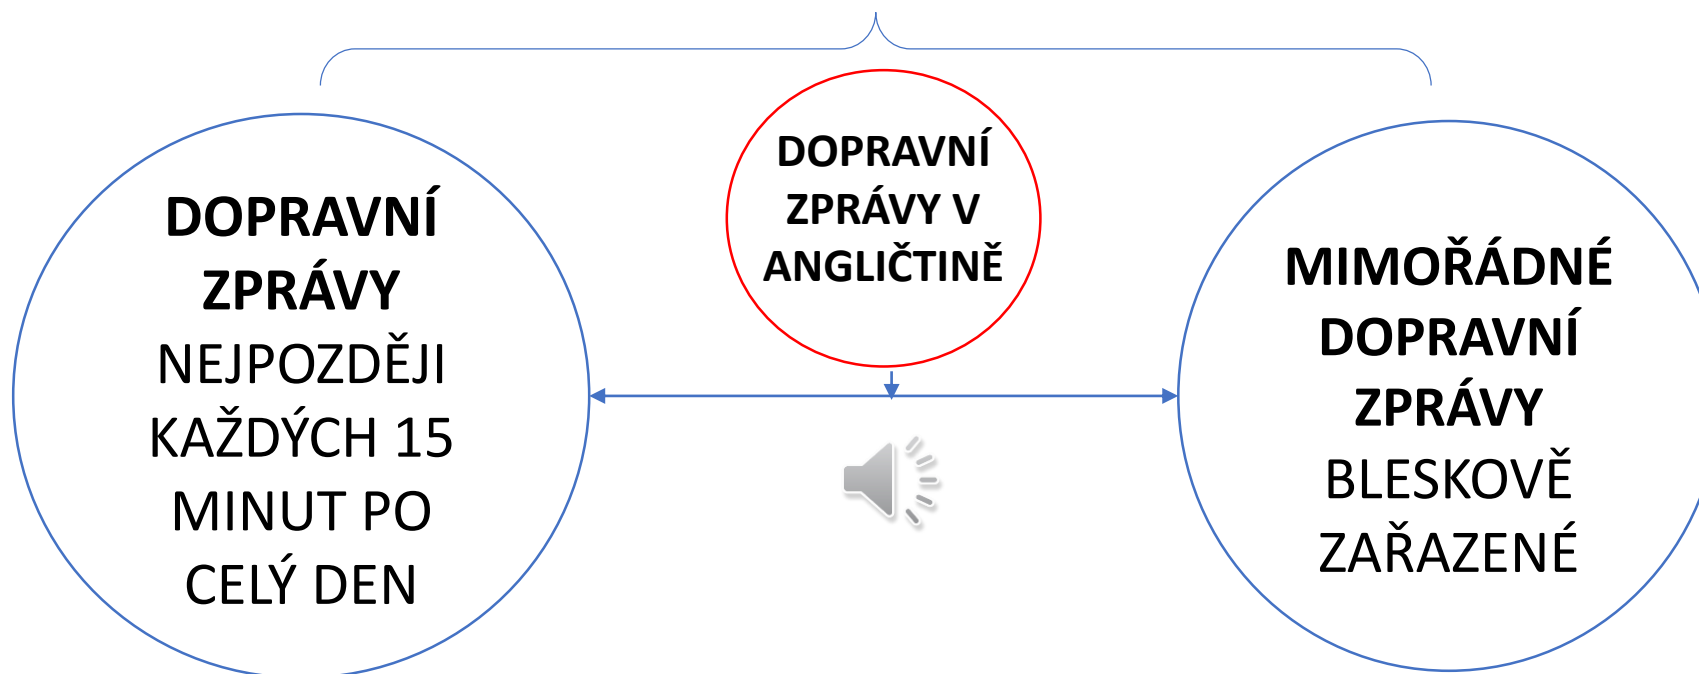 DOPRAVNÍ
ZPRÁVY
NEJPOZDĚJI
KAŽDÝCH 15
MINUT PO
CELÝ DEN
DOPRAVNÍ
ZPRÁVY V
ANGLIČTINĚ
MIMOŘÁDNÉ
DOPRAVNÍ
ZPRÁVY
BLESKOVĚ
ZAŘAZENÉ